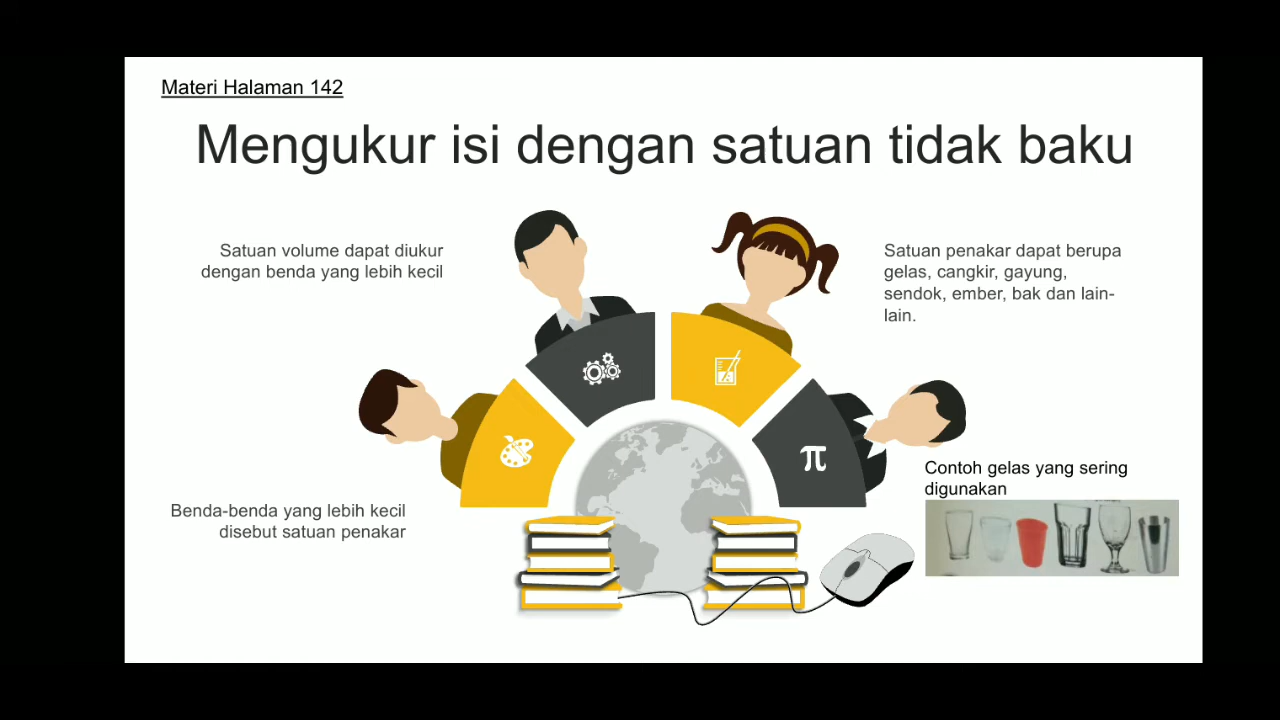 Materi Halaman 142
Mengukur isi dengan satuan tidak baku
Satuan volume dapat diukur
dengan benda yang lebih kecil
Satuan penakar dapat berupa
gelas, cangkir, gayung,
sendok, ember, bak dan lain-
lain.
π
Contoh gelas yang sering
digunakan
Benda-benda yang lebih kecil
disebut satuan penakar